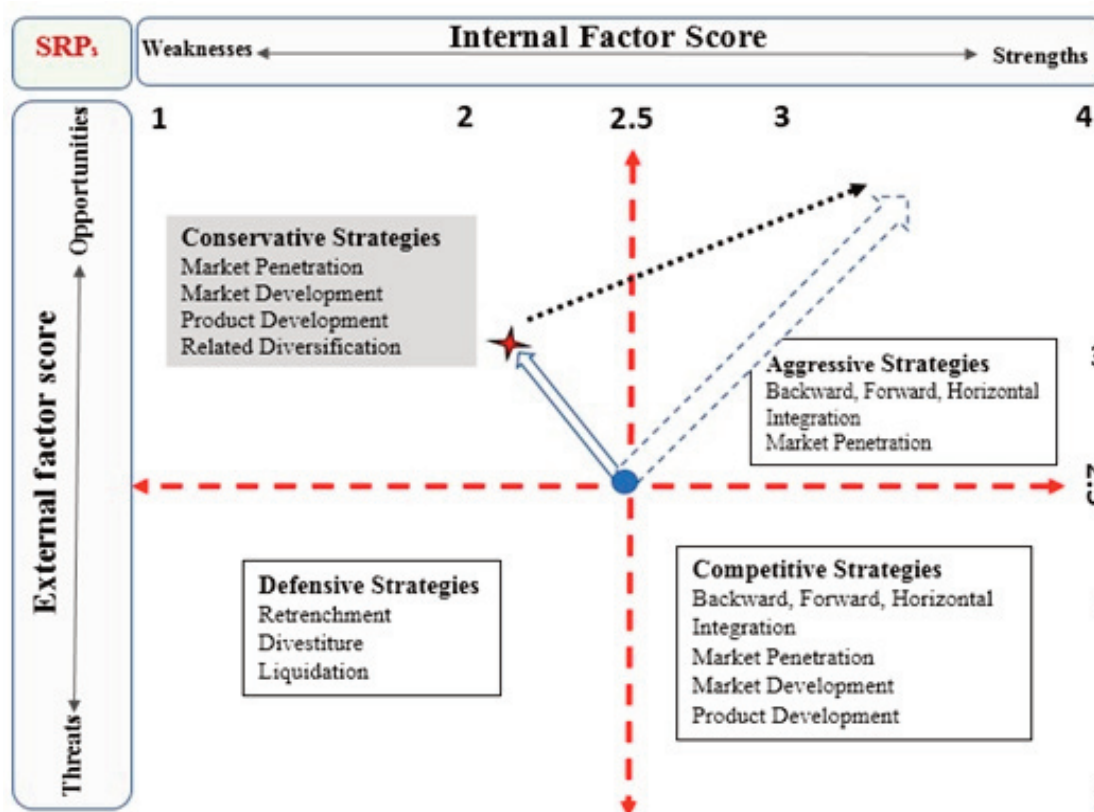 SRPs
Internal Factor Score
Weaknesses
Strengths
1 2 2.5 3 4
Opportunities
External factor score
Threats
Conservative Strategies
Market Penetration
Market Development
Product Development
Related Diversification
Aggressive Strategies
Backward, Forward, Horizontal
Integration
Market Penetration
Defensive Strategies
Retrenchment
Divestiture
Liquidation
Competitive Strategies
Backward, Forward, Horizontal
Integration
Market Penetration
Market Development
Product Development